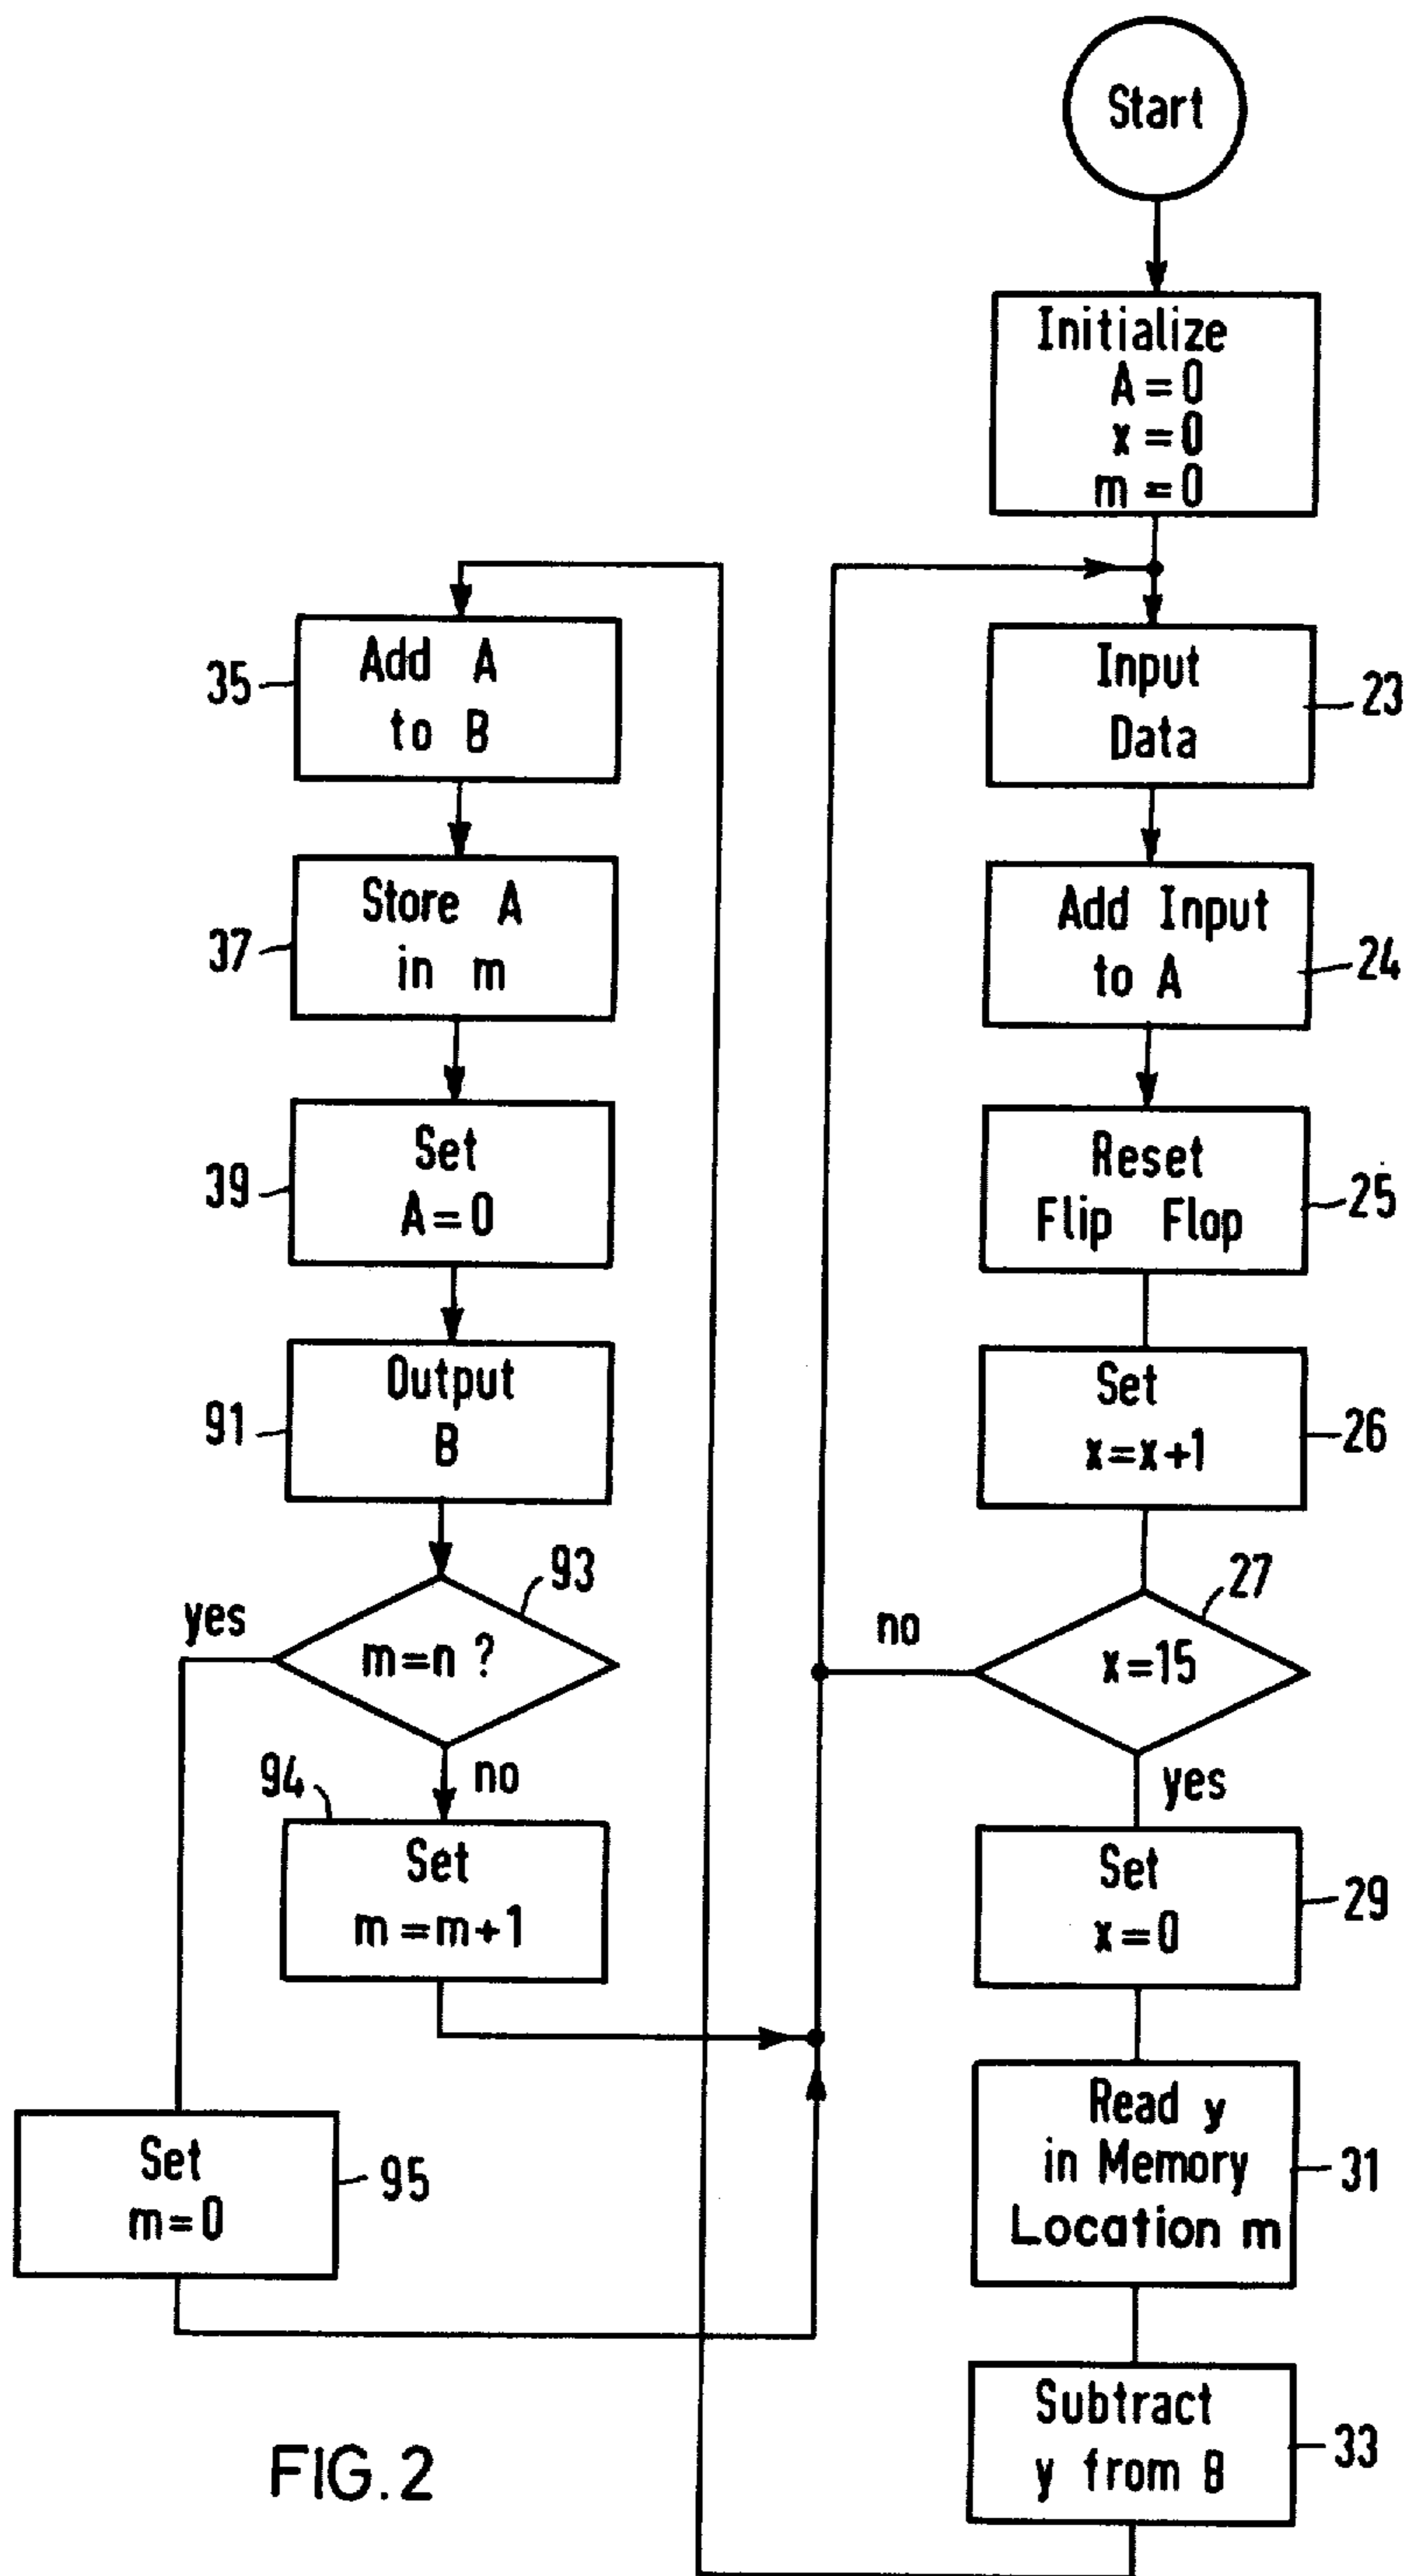 Start
Initialize
A = 0
x = 0
m = 0
Input
Data
23
Add Input
to A
24
Reset
Flip Flop
25
Set
x=x+1
26
27
x=15
no
yes
Set
x=0
29
Read y
in Memory
Location m
31
Subtract
y from B
33
Add A
to B
35
Store A
in m
37
Set
A=0
39
Output
B
91
93
m=n ?
yes
no
94
Set
m=m+1
Set
m=0
95
FIG. 2